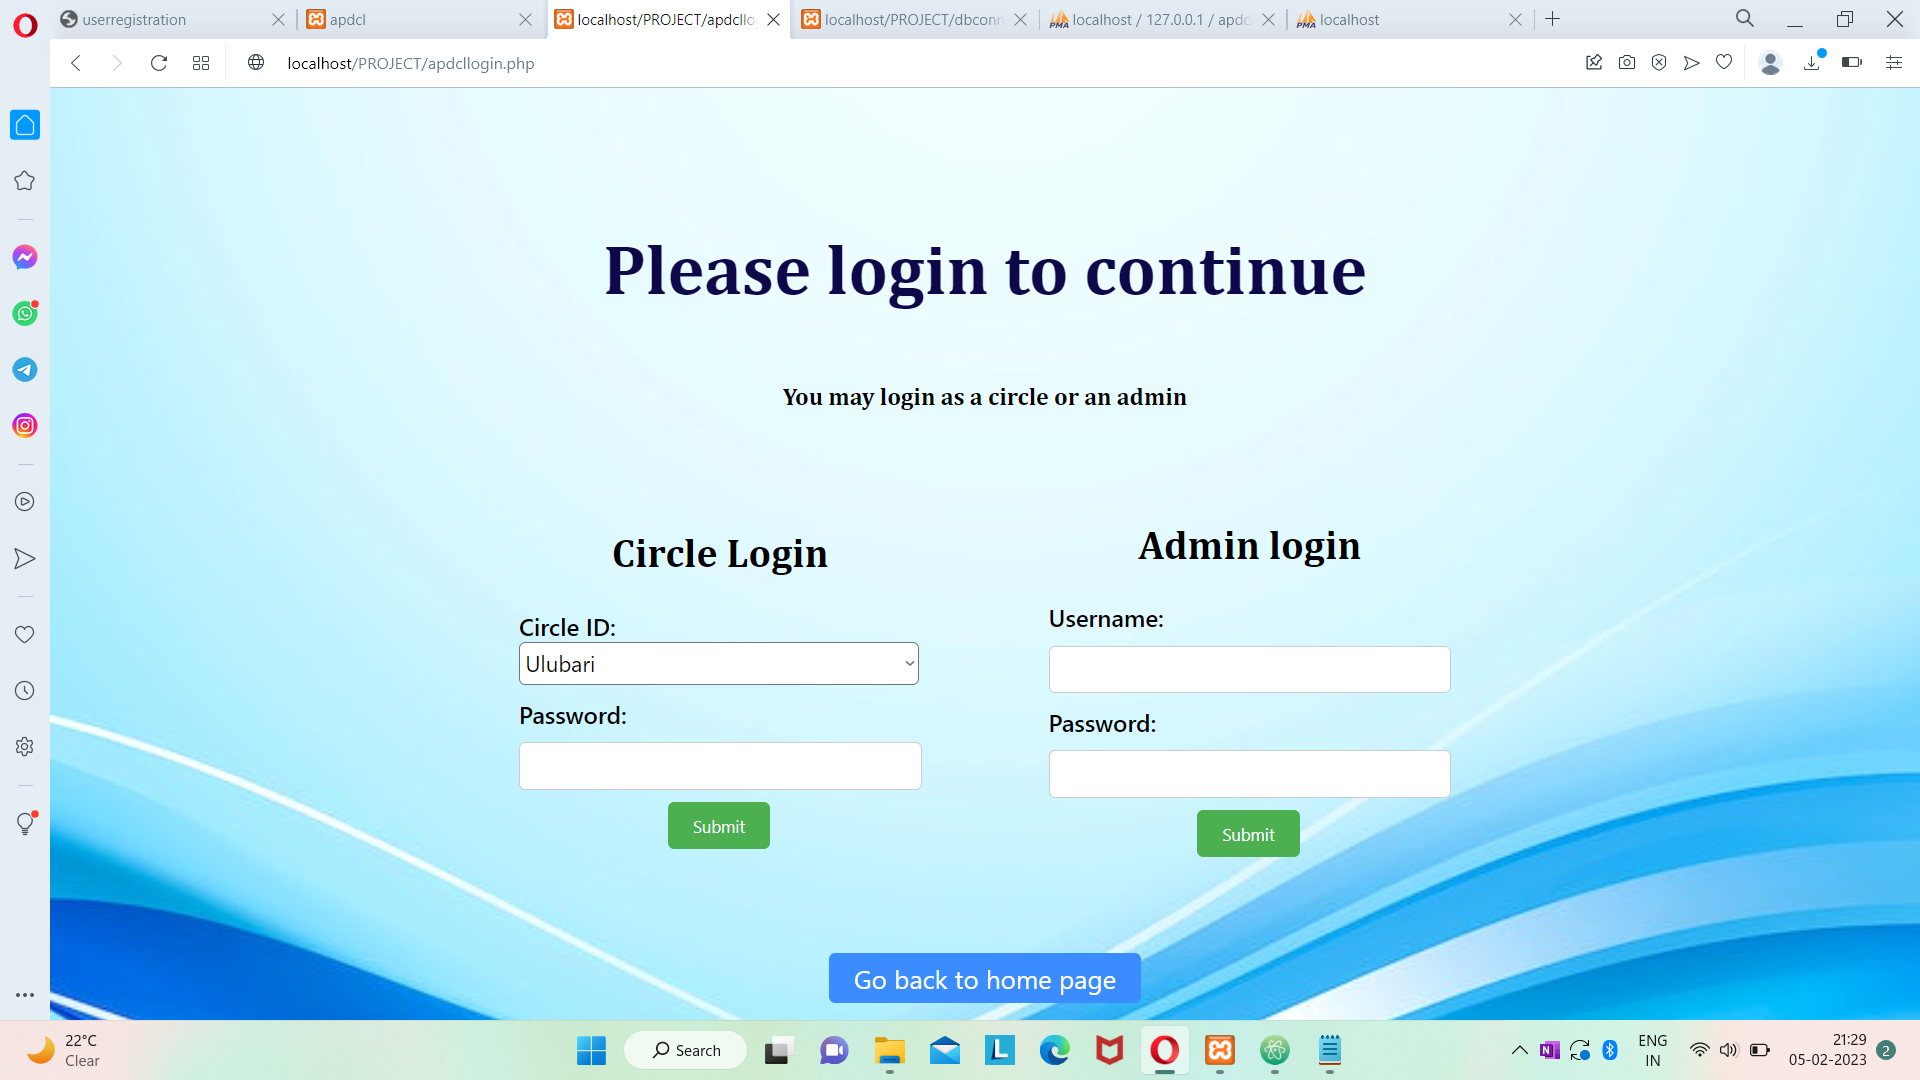 userregistration
apdcl
localhost/PROJECT/apdcllo
localhost/PROJECT/dbconn
localhost / 127.0.0.1 / apdc
localhost
localhost/PROJECT/apdcllogin.php
Please login to continue
You may login as a circle or an admin
Circle Login
Circle ID:
Ulubari
Password:
Submit
Admin login
Username:
Password:
Submit
Go back to home page
22°C
Clear
Search
ENG
IN
21:29
05-02-2023
2